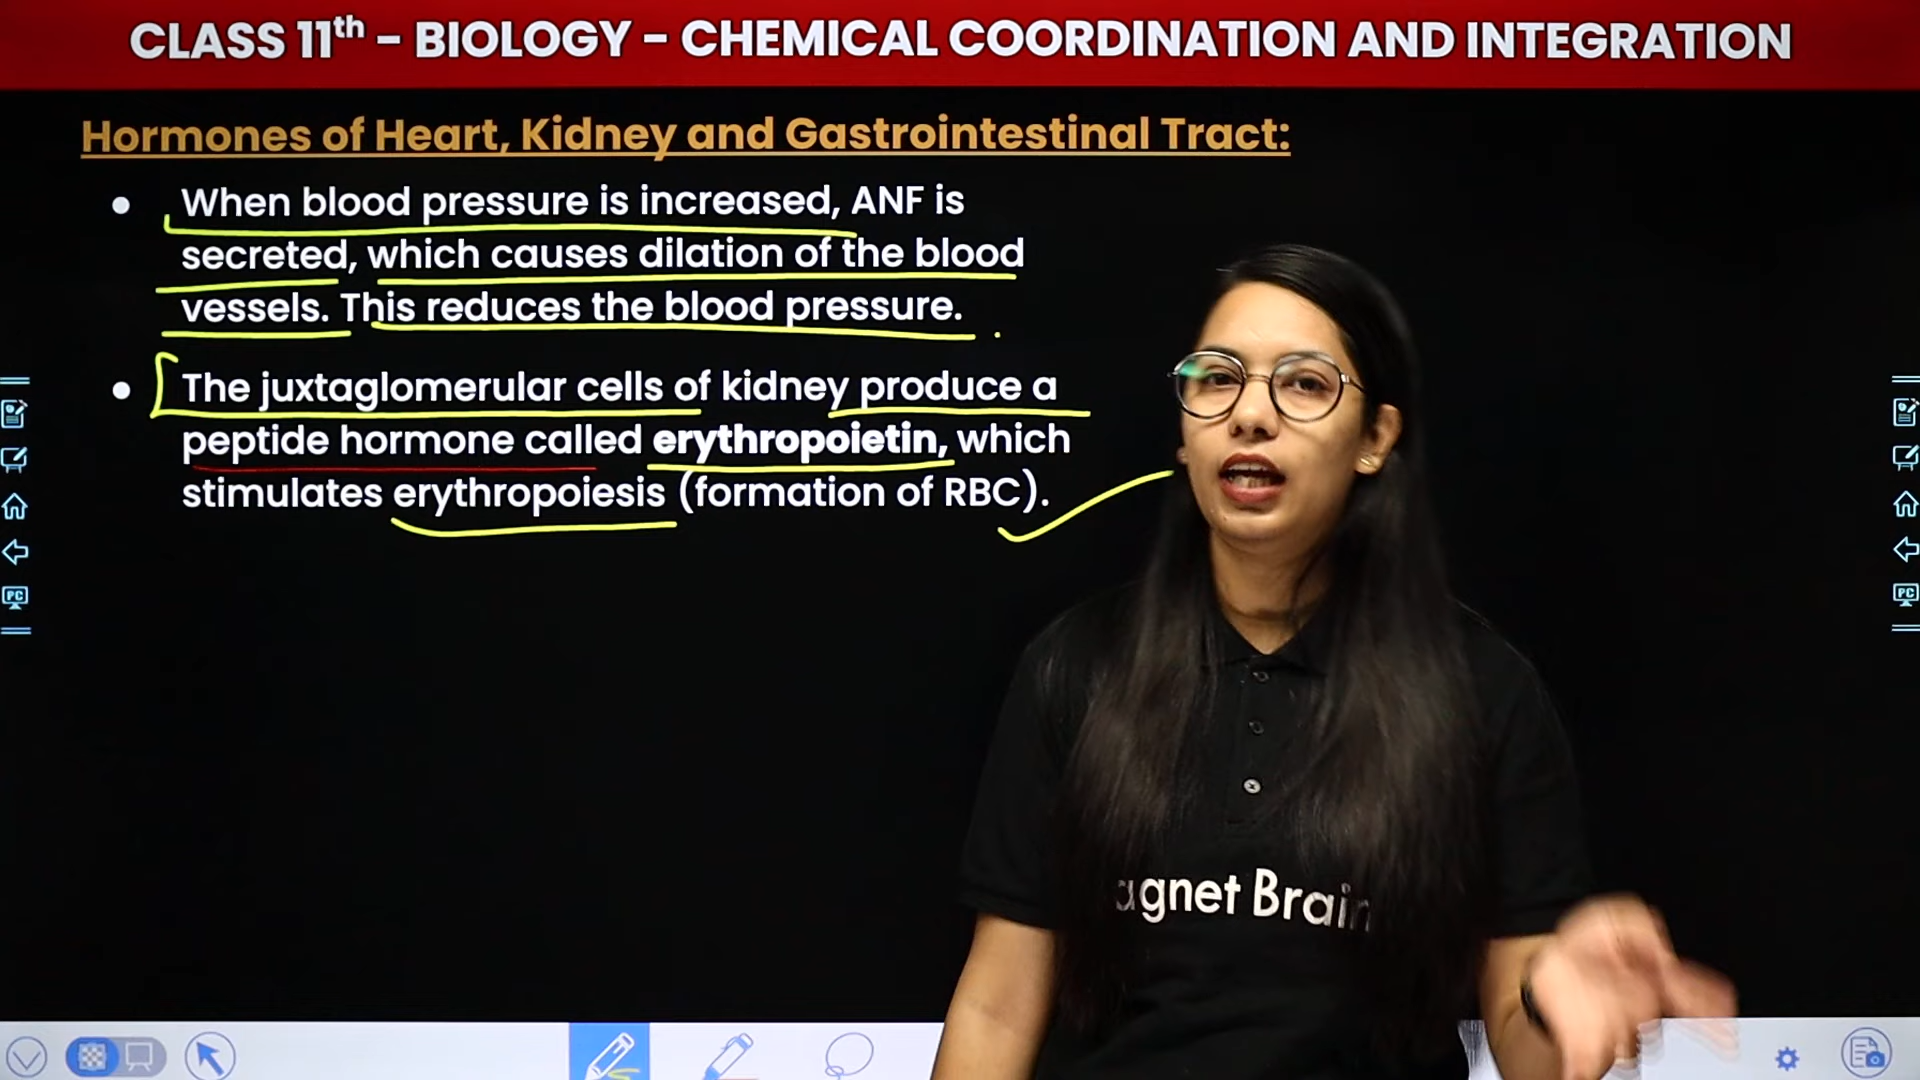 CLASS 11th - BIOLOGY - CHEMICAL COORDINATION AND INTEGRATION
Hormones of Heart, Kidney and Gastrointestinal Tract:
● When blood pressure is increased, ANF is
secreted, which causes dilation of the blood
vessels. This reduces the blood pressure.
● The juxtaglomerular cells of kidney produce a
peptide hormone called erythropoietin, which
stimulates erythropoiesis (formation of RBC).
PC
PC
agnet Brain